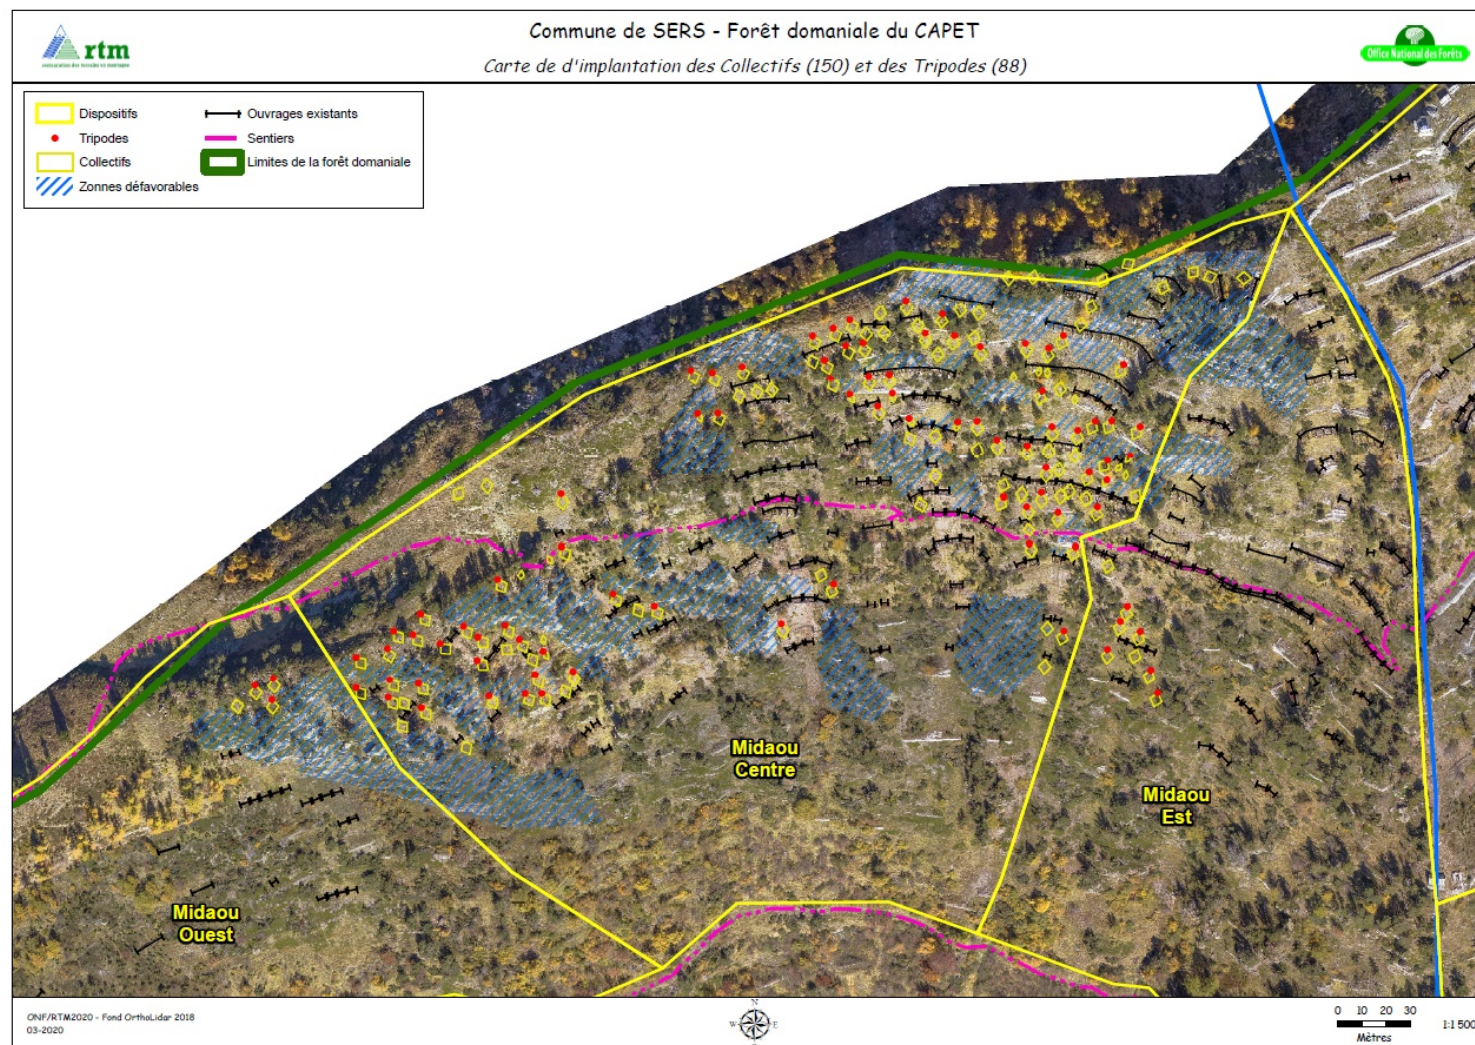 rtm
Commune de SERS - Forêt domaniale du CAPET
Carte de d'implantation des Collectifs (150) et des Tripodes (88)
Office National des Forêts
Dispositifs
Tripodes
Collectifs
Zonnes défavorables
Ouvrages existants
Sentiers
Limites de la forêt domaniale
Midaou
Centre
Midaou
Est
Midaou
Ouest
ONF/RTM2020 - Fond OrthoLidar 2018
03-2020
N
W E
S
0 10 20 30
Mètres
1:1 500